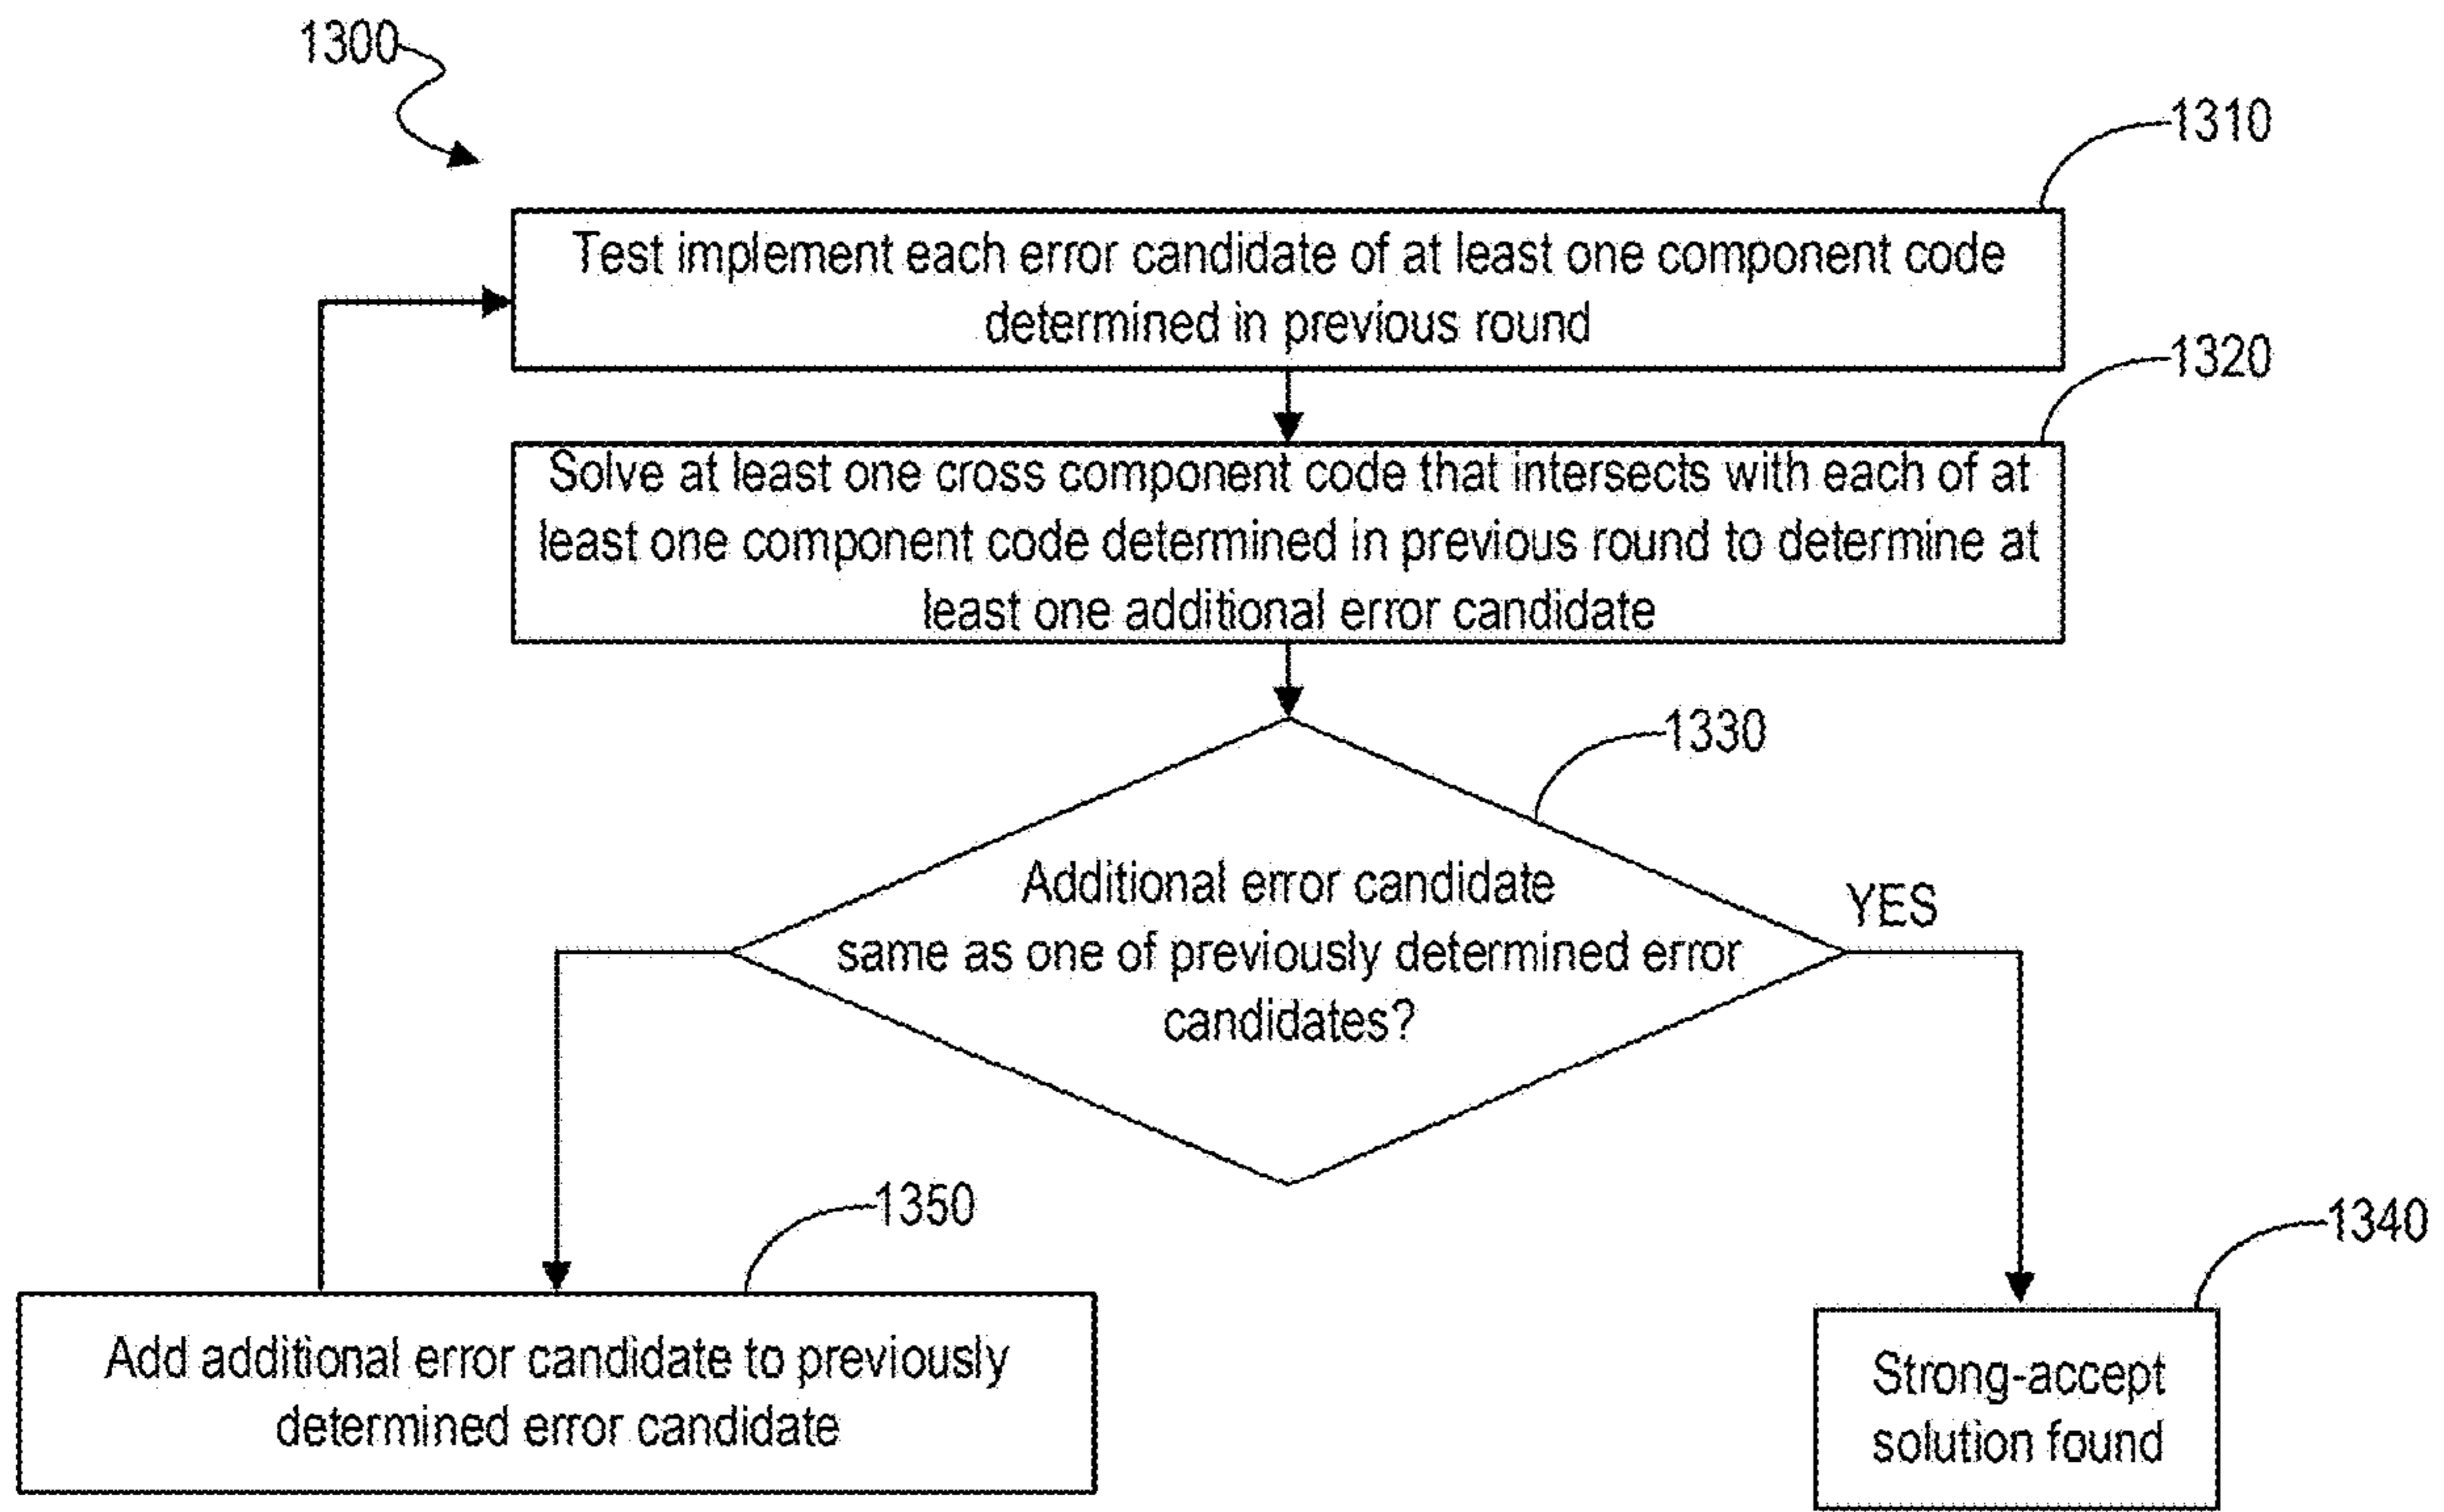 1300
1310
Test implement each error candidate of at least one component code
determined in previous round
1320
Solve at least one cross component code that intersects with each of at
least one component code determined in previous round to determine at
least one additional error candidate
1330
Additional error candidate
same as one of previously determined error
candidates?
YES
1350
Add additional error candidate to previously
determined error candidate
1340
Strong-accept
solution found